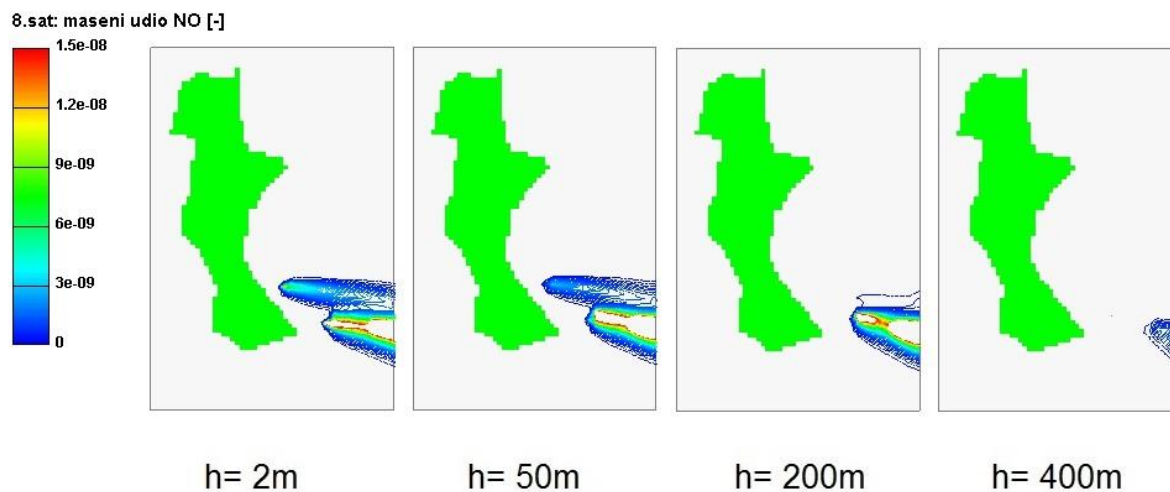 8.sat: maseni udio NO [-]
1.5e-08
1.2e-08
9e-09
6e-09
3e-09
0
h= 2m
h= 50m
h= 200m
h= 400m